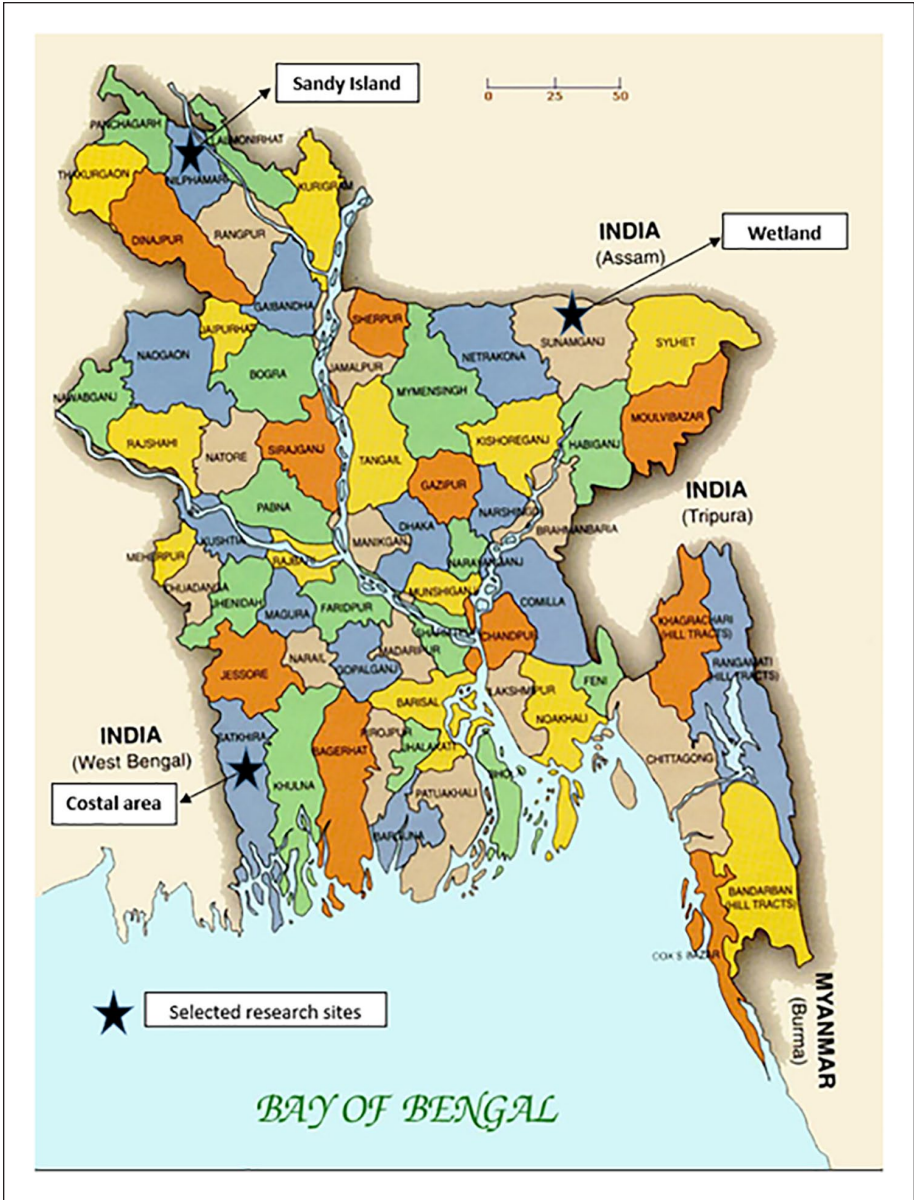 Sandy Island
0 25 50
PANCHAGARH
LALMONIRHAT
THAKURGAON
NILPHAMARI
KURIGRAM
DINAJPUR
RANGPUR
INDIA
(Assam)
Wetland
GAIBANDHA
SHERPUR
JAIPURHAT
SUNAMGANJ
SYLHET
NAOGAON
NETRAKONA
JAMALPUR
BOGRA
MYMENSINGH
NAWABGANJ
MOULVIBAZAR
RAJSHAHI
KISHOREGANJ
HABIGANJ
NATORE
SIRAJGANJ
TANGAIL
GAZIPUR
INDIA
(Tripura)
PABNA
NARSHINGDI
DHAKA
BRAHMANBARIA
KUSHTIA
MANIKGANJ
MEHERPUR
RAJBARI
NARAYANGANJ
CHUADANGA
MUNSHIGANJ
JHENIDAH
COMILLA
MAGURA
FARIDPUR
KHAGRACHARI
(HILL TRACTS)
CHANDPUR
MADARIPUR
NARAIL
RANGAMATI
(HILL TRACTS)
JESSORE
GOPALGANJ
FENI
LAKSHMIPUR
BARISAL
NOAKHALI
INDIA
(West Bengal)
SATKHIRA
PIROJPUR
BAGERHAT
JHALAKATI
CHITTAGONG
BHOLA
KHULNA
PATUAKHALI
Costal area
BARGUNA
BANDARBAN
(HILL TRACTS)
COX S BAZAR
MYANMAR
(Burma)
Selected research sites
BAY OF BENGAL